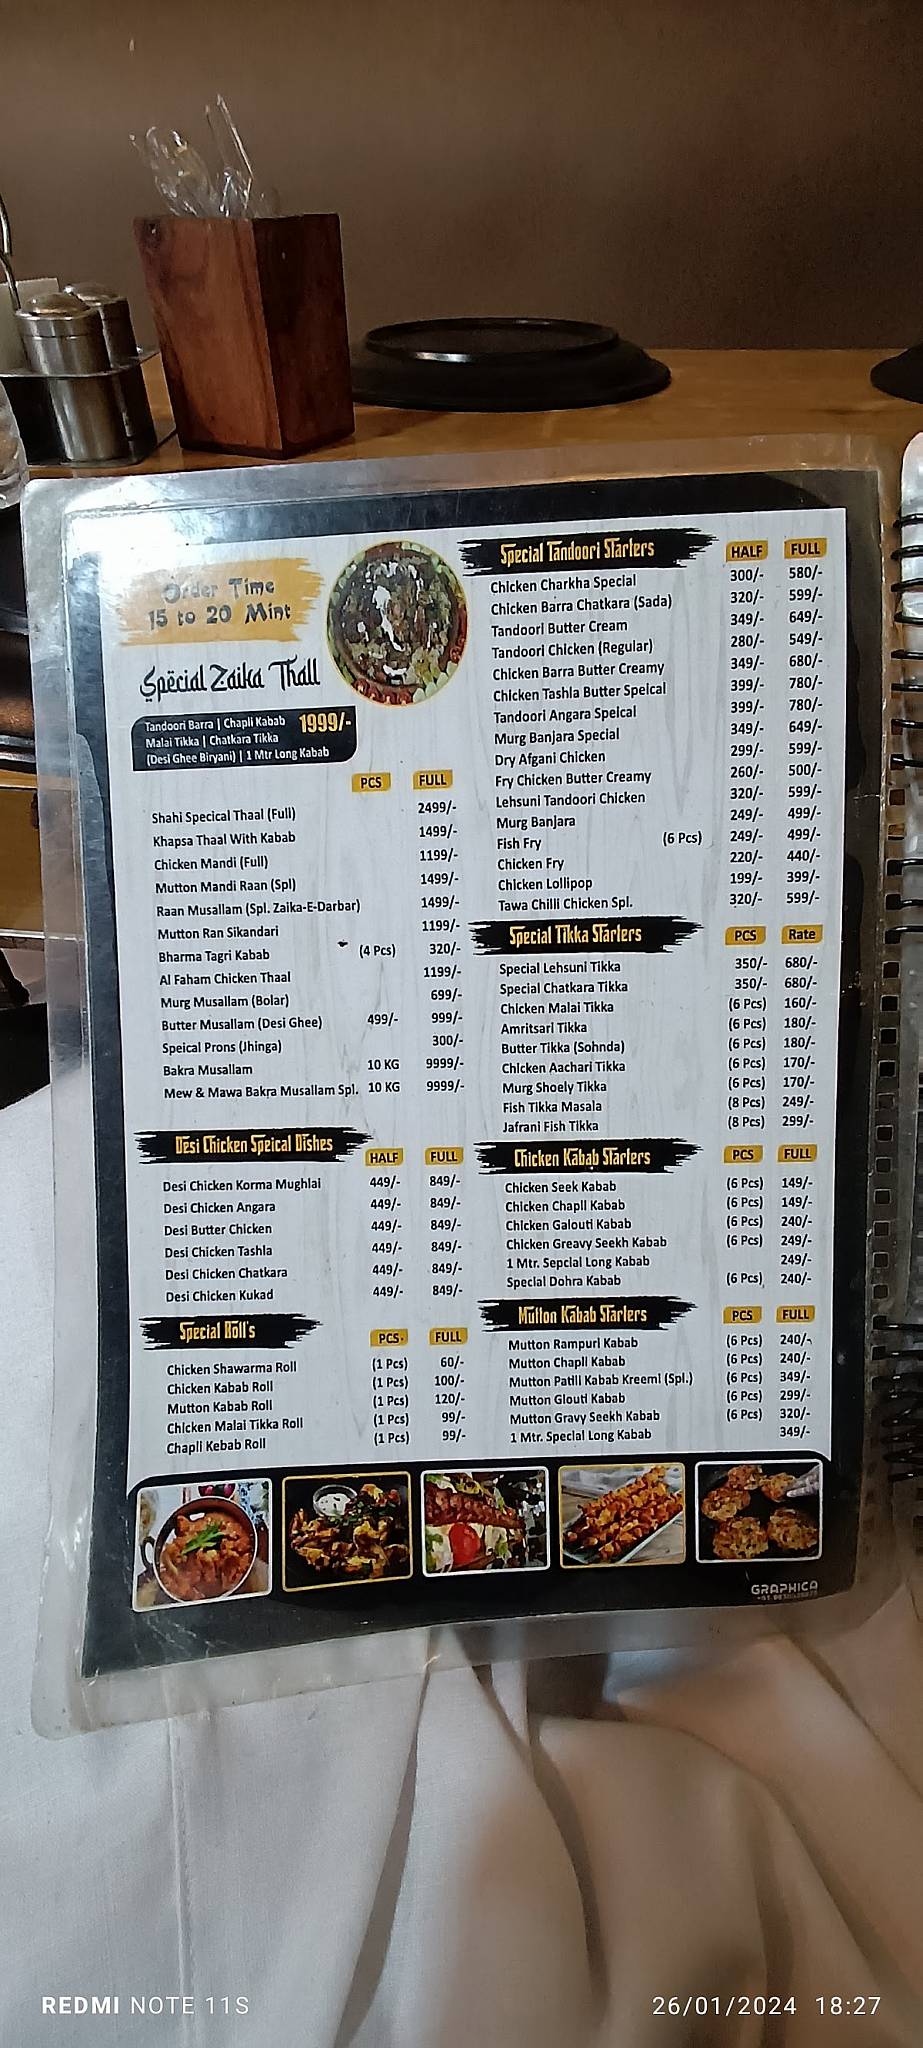 Order Time
15 to 20 Mint
Special Zaika Thall
Tandoori Barra | Chapli Kabab 1999/-
Malai Tikka | Chatkara Tikka
(Desi Ghee Biryani) | 1 Mtr Long Kabab
PCS FULL
Shahi Specical Thaal (Full) 2499/-
Khapsa Thaal With Kabab 1499/-
Chicken Mandi (Full) 1199/-
Mutton Mandi Raan (Spl) 1499/-
Raan Musallam (Spl. Zaika-E-Darbar) 1499/-
Mutton Ran Sikandari 1199/-
Bharma Tagri Kabab (4 Pcs) 320/-
Al Faham Chicken Thaal 1199/-
Murg Musallam (Bolar) 699/-
Butter Musallam (Desi Ghee) 499/- 999/-
Speical Prons (Jhinga) 300/-
Bakra Musallam 10 KG 9999/-
Mew & Mawa Bakra Musallam Spl. 10 KG 9999/-
Desi Chicken Speical Dishes HALF FULL
Desi Chicken Korma Mughlai 449/- 849/-
Desi Chicken Angara 449/- 849/-
Desi Butter Chicken 449/- 849/-
Desi Chicken Tashla 449/- 849/-
Desi Chicken Chatkara 449/- 849/-
Desi Chicken Kukad 449/- 849/-
Special Roll's PCS. FULL
Chicken Shawarma Roll (1 Pcs) 60/-
Chicken Kabab Roll (1 Pcs) 100/-
Mutton Kabab Roll (1 Pcs) 120/-
Chicken Malai Tikka Roll (1 Pcs) 99/-
Chapli Kebab Roll (1 Pcs) 99/-
Special Tandoori Starters HALF FULL
Chicken Charkha Special 300/- 580/-
Chicken Barra Chatkara (Sada) 320/- 599/-
Tandoori Butter Cream 349/- 649/-
Tandoori Chicken (Regular) 280/- 549/-
Chicken Barra Butter Creamy 349/- 680/-
Chicken Tashla Butter Speical 399/- 780/-
Tandoori Angara Speical 399/- 780/-
Murg Banjara Special 349/- 649/-
Dry Afgani Chicken 299/- 599/-
Fry Chicken Butter Creamy 260/- 500/-
Lehsuni Tandoori Chicken 320/- 599/-
Murg Banjara 249/- 499/-
Fish Fry (6 Pcs) 249/- 499/-
Chicken Fry 220/- 440/-
Chicken Lollipop 199/- 399/-
Tawa Chilli Chicken Spl. 320/- 599/-
Special Tikka Starters PCS Rate
Special Lehsuni Tikka 350/- 680/-
Special Chatkara Tikka 350/- 680/-
Chicken Malai Tikka (6 Pcs) 160/-
Amritsari Tikka (6 Pcs) 180/-
Butter Tikka (Sohnda) (6 Pcs) 180/-
Chicken Aachari Tikka (6 Pcs) 170/-
Murg Shoely Tikka (6 Pcs) 170/-
Fish Tikka Masala (8 Pcs) 249/-
Jafrani Fish Tikka (8 Pcs) 299/-
Chicken Kabab Starters PCS FULL
Chicken Seek Kabab (6 Pcs) 149/-
Chicken Chapli Kabab (6 Pcs) 149/-
Chicken Galouti Kabab (6 Pcs) 240/-
Chicken Greavy Seekh Kabab (6 Pcs) 249/-
1 Mtr. Sepcial Long Kabab 249/-
Special Dohra Kabab (6 Pcs) 240/-
Mutton Kabab Starters PCS FULL
Mutton Rampuri Kabab (6 Pcs) 240/-
Mutton Chapli Kabab (6 Pcs) 240/-
Mutton Patili Kabab Kreemi (Spl.) (6 Pcs) 349/-
Mutton Glouti Kabab (6 Pcs) 299/-
Mutton Gravy Seekh Kabab (6 Pcs) 320/-
1 Mtr. Special Long Kabab 349/-
GRAPHICA
REDMI NOTE 11S
26/01/2024 18:27